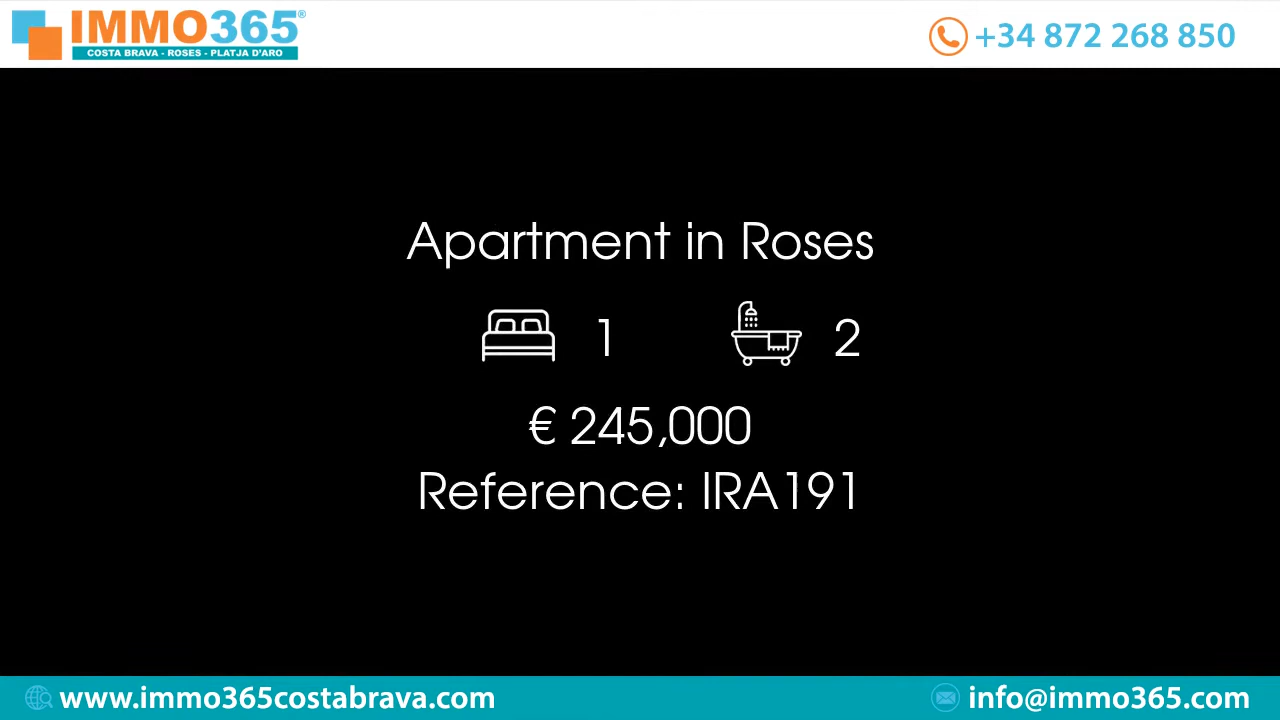 IMMO365®
COSTA BRAVA - ROSES - PLATJA D'ARO
+34 872 268 850
Apartment in Roses
1 2
€ 245,000
Reference: IRA191
www.immo365costabrava.com
info@immo365.com